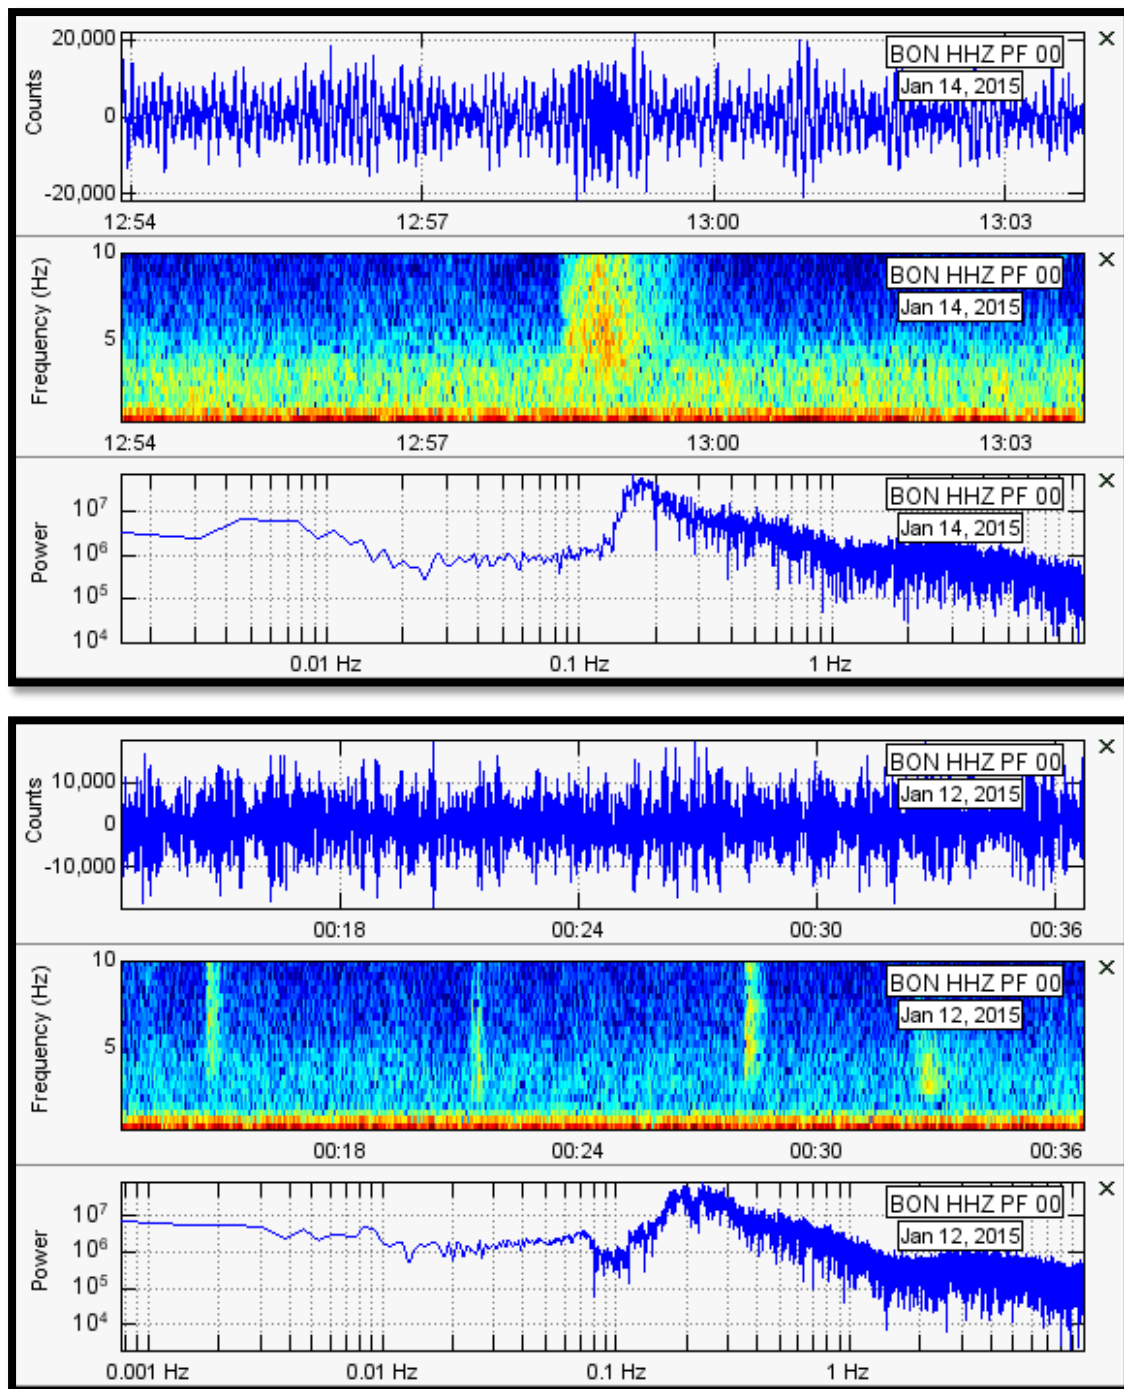 20,000
0
-20,000
Counts
BON HHZ PF 00
Jan 14, 2015
×
12:54 12:57 13:00 13:03
10
5
Frequency (Hz)
BON HHZ PF 00
Jan 14, 2015
×
12:54 12:57 13:00 13:03
10⁷
10⁶
10⁵
10⁴
Power
BON HHZ PF 00
Jan 14, 2015
×
0.01 Hz 0.1 Hz 1 Hz
10,000
0
-10,000
Counts
BON HHZ PF 00
Jan 12, 2015
×
00:18 00:24 00:30 00:36
10
5
Frequency (Hz)
BON HHZ PF 00
Jan 12, 2015
×
00:18 00:24 00:30 00:36
10⁷
10⁶
10⁵
10⁴
Power
BON HHZ PF 00
Jan 12, 2015
×
0.001 Hz 0.01 Hz 0.1 Hz 1 Hz